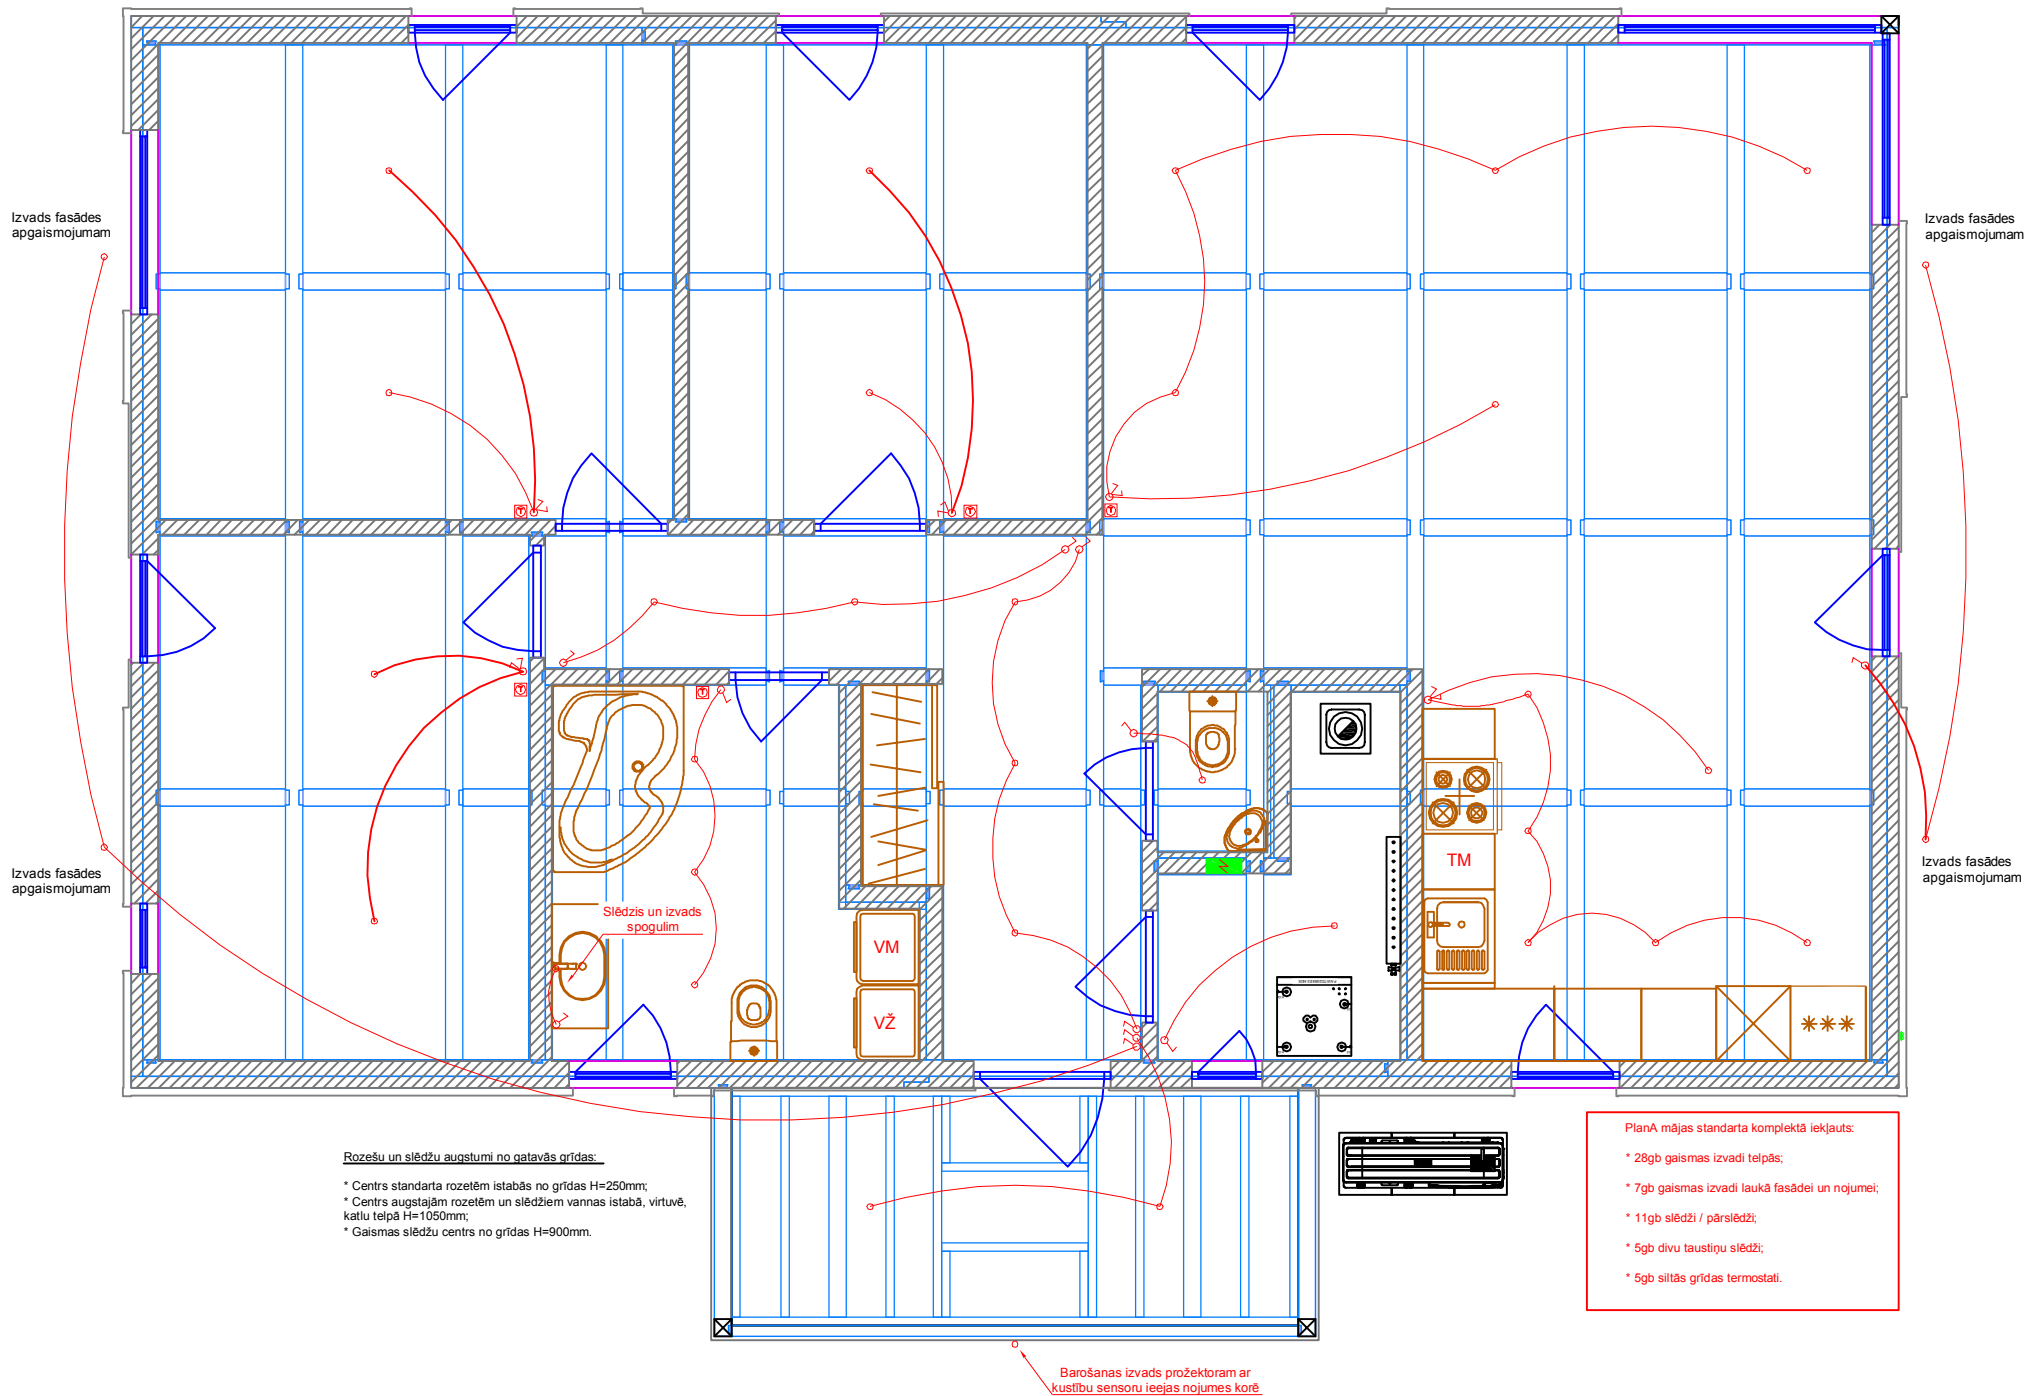 Izvads fasādes
apgaismojumam
Izvads fasādes
apgaismojumam
Izvads fasādes
apgaismojumam
Izvads fasādes
apgaismojumam
TM
Slēdzis un izvads
spogulim
VM
VŽ
Rozešu un slēdžu augstumi no gatavās grīdas:
* Centrs standarta rozetēm istabās no grīdas H=250mm;
* Centrs augstajām rozetēm un slēdžiem vannas istabā, virtuvē,
katlu telpā H=1050mm;
* Gaismas slēdžu centrs no grīdas H=900mm.
PlanA mājas standarta komplektā iekļauts:
* 28gb gaismas izvadi telpās;
* 7gb gaismas izvadi laukā fasādei un nojumei;
* 11gb slēdži / pārslēdži;
* 5gb divu taustiņu slēdži;
* 5gb siltās grīdas termostati.
Barošanas izvads prožektoram ar
kustību sensoru ieejas nojumes korē